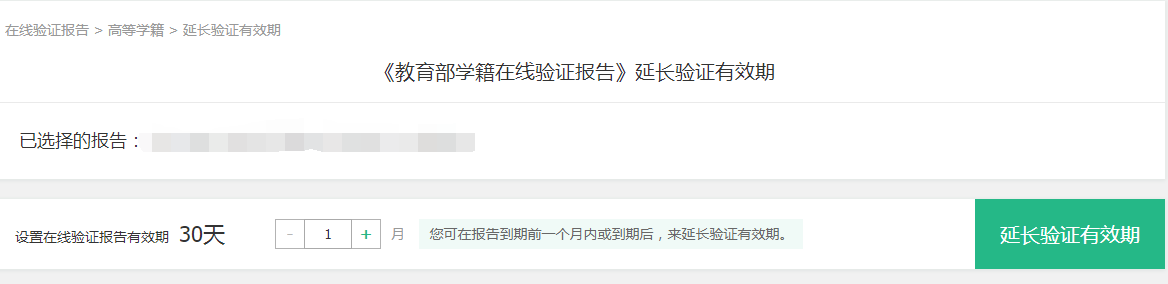 在线验证报告 > 高等学籍 > 延长验证有效期
《教育部学籍在线验证报告》延长验证有效期
已选择的报告：
设置在线验证报告有效期 30天 - 1 + 月 您可在报告到期前一个月内或到期后，来延长验证有效期。 延长验证有效期